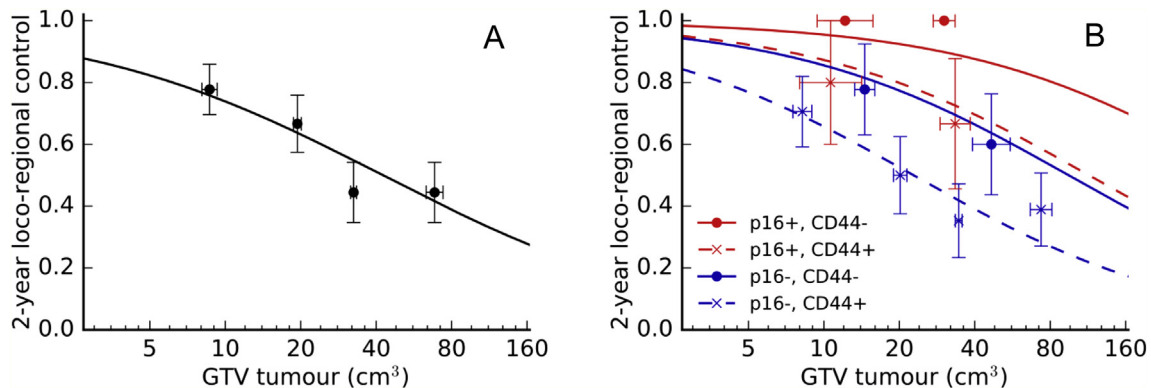 A
1.0
0.8
0.6
0.4
0.2
0.0
2-year loco-regional control
5 10 20 40 80 160
GTV tumour (cm³)
B
1.0
0.8
0.6
0.4
0.2
0.0
2-year loco-regional control
p16+, CD44-
p16+, CD44+
p16-, CD44-
p16-, CD44+
5 10 20 40 80 160
GTV tumour (cm³)